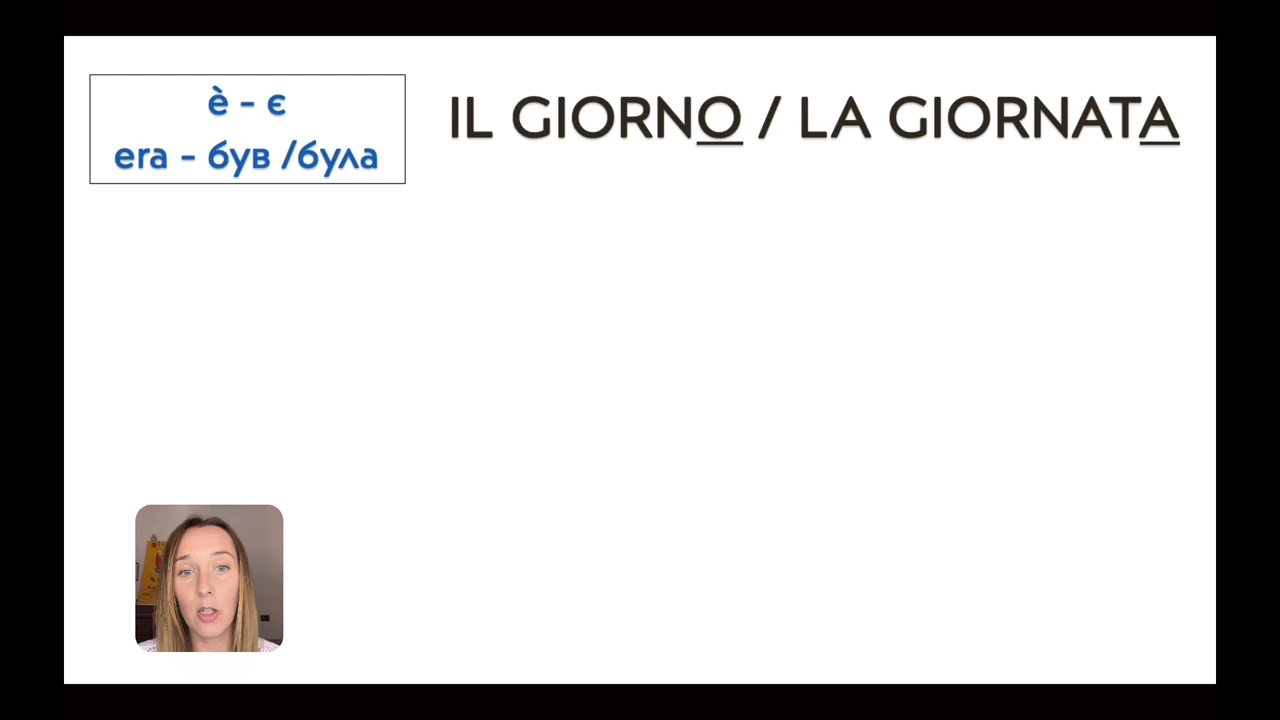 è - є
era - був /була
IL GIORNO / LA GIORNATA